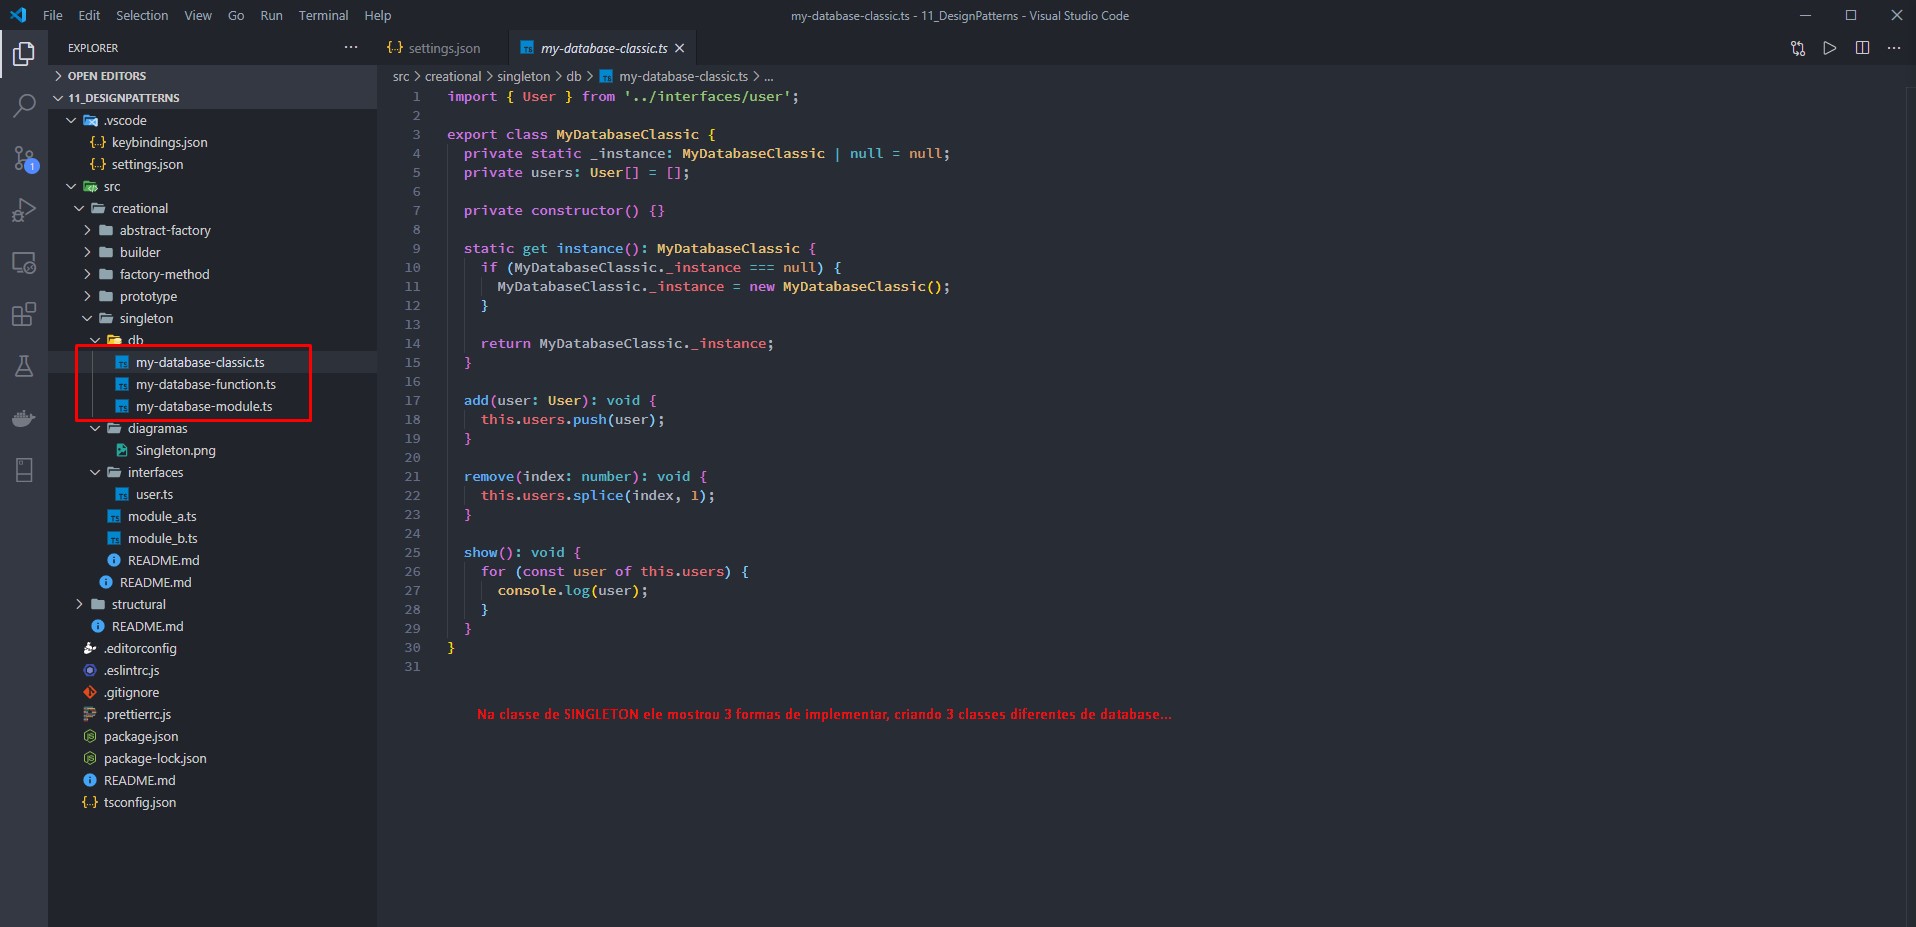 File Edit Selection View Go Run Terminal Help
my-database-classic.ts - 11_DesignPatterns - Visual Studio Code
EXPLORER
OPEN EDITORS
11_DESIGNPATTERNS
.vscode
{..} keybindings.json
{..} settings.json
src
creational
abstract-factory
builder
factory-method
prototype
singleton
db
TS my-database-classic.ts
TS my-database-function.ts
TS my-database-module.ts
diagramas
Singleton.png
interfaces
TS user.ts
TS module_a.ts
TS module_b.ts
README.md
README.md
structural
README.md
.editorconfig
.eslintrc.js
.gitignore
.prettierrc.js
package.json
package-lock.json
README.md
{..} tsconfig.json
1
{..} settings.json
TS my-database-classic.ts
src > creational > singleton > db > TS my-database-classic.ts > ...
1 import { User } from '../interfaces/user';
2
3 export class MyDatabaseClassic {
4 private static _instance: MyDatabaseClassic | null = null;
5 private users: User[] = [];
6
7 private constructor() {}
8
9 static get instance(): MyDatabaseClassic {
10 if (MyDatabaseClassic._instance === null) {
11 MyDatabaseClassic._instance = new MyDatabaseClassic();
12 }
13
14 return MyDatabaseClassic._instance;
15 }
16
17 add(user: User): void {
18 this.users.push(user);
19 }
20
21 remove(index: number): void {
22 this.users.splice(index, 1);
23 }
24
25 show(): void {
26 for (const user of this.users) {
27 console.log(user);
28 }
29 }
30 }
31
Na classe de SINGLETON ele mostrou 3 formas de implementar, criando 3 classes diferentes de database...